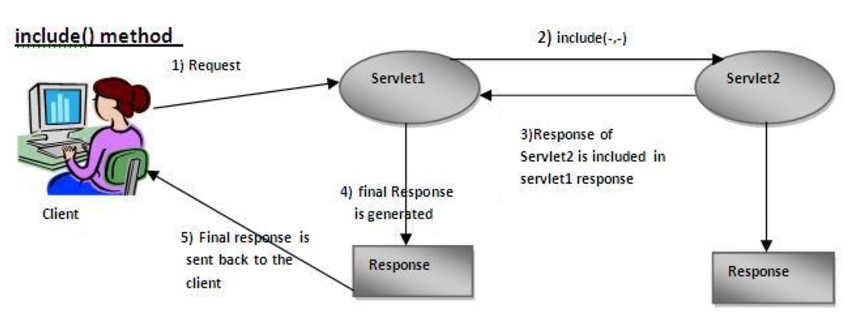 include() method
1) Request
2) include(-,-)
Servlet1
Servlet2
3)Response of
Servlet2 is included in
servlet1 response
4) final Response
is generated
Client
5) Final response is
sent back to the
client
Response
Response